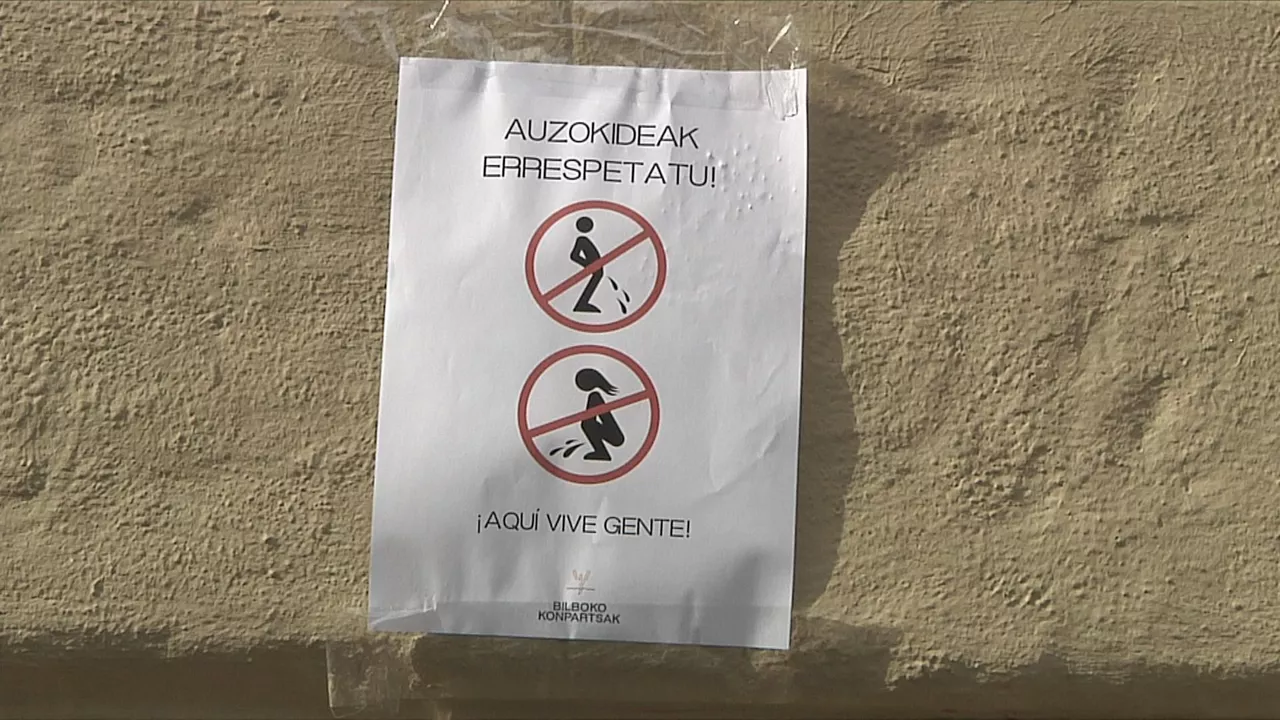 AUZOKIDEAK
ERRESPETATU!
¡AQUÍ VIVE GENTE!
BILBOKO
KONPARTSAK